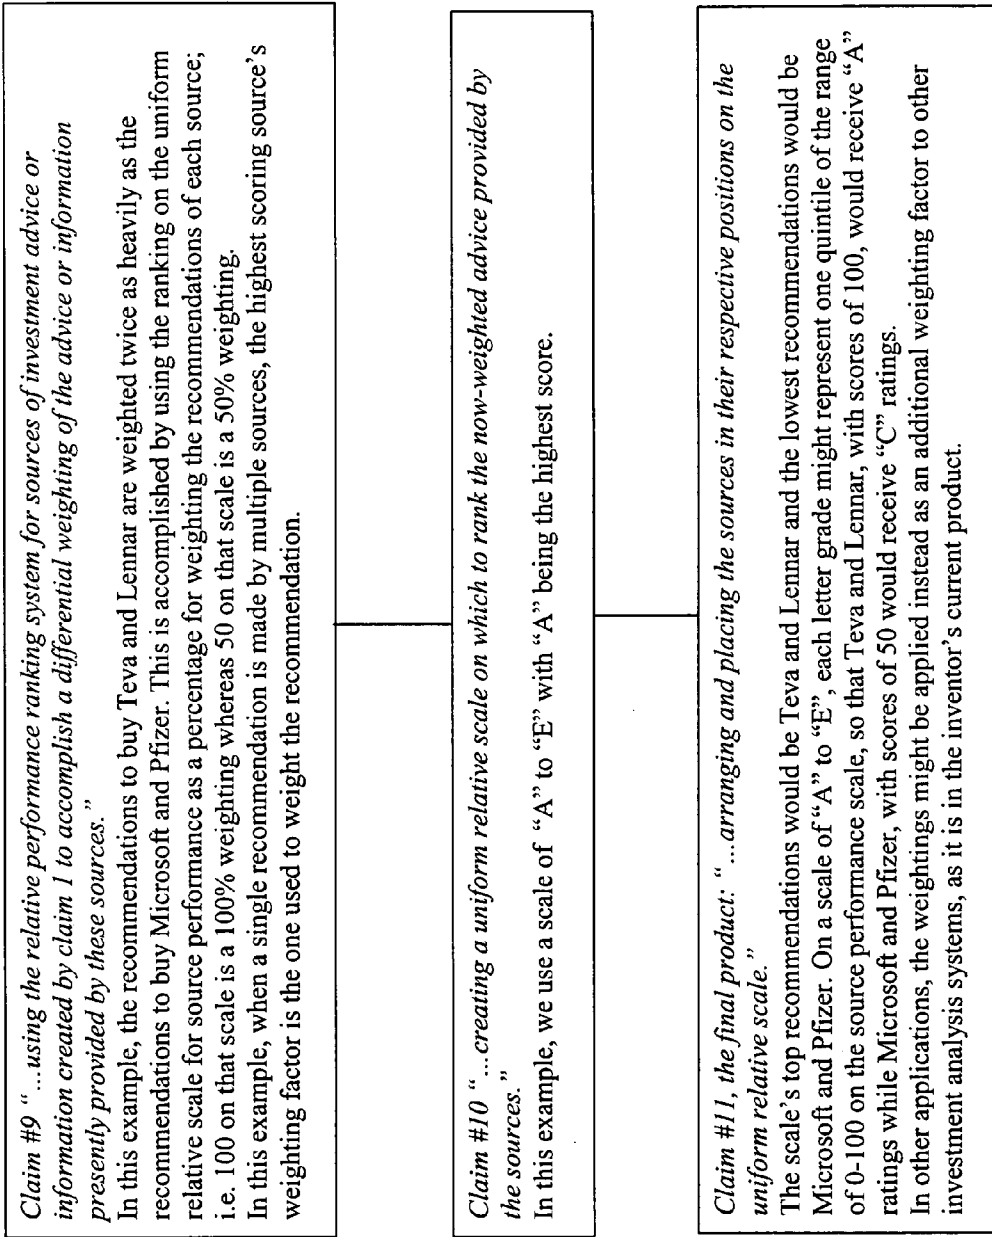 Claim #9 “…using the relative performance ranking system for sources of investment advice or
information created by claim 1 to accomplish a differential weighting of the advice or information
presently provided by these sources.”
In this example, the recommendations to buy Teva and Lennar are weighted twice as heavily as the
recommendations to buy Microsoft and Pfizer. This is accomplished by using the ranking on the uniform
relative scale for source performance as a percentage for weighting the recommendations of each source;
i.e. 100 on that scale is a 100% weighting whereas 50 on that scale is a 50% weighting.
In this example, when a single recommendation is made by multiple sources, the highest scoring source’s
weighting factor is the one used to weight the recommendation.
Claim #10 “…creating a uniform relative scale on which to rank the now-weighted advice provided by
the sources.”
In this example, we use a scale of “A” to “E” with “A” being the highest score.
Claim #11, the final product: “…arranging and placing the sources in their respective positions on the
uniform relative scale.”
The scale’s top recommendations would be Teva and Lennar and the lowest recommendations would be
Microsoft and Pfizer. On a scale of “A” to “E”, each letter grade might represent one quintile of the range
of 0-100 on the source performance scale, so that Teva and Lennar, with scores of 100, would receive “A”
ratings while Microsoft and Pfizer, with scores of 50 would receive “C” ratings.
In other applications, the weightings might be applied instead as an additional weighting factor to other
investment analysis systems, as it is in the inventor’s current product.